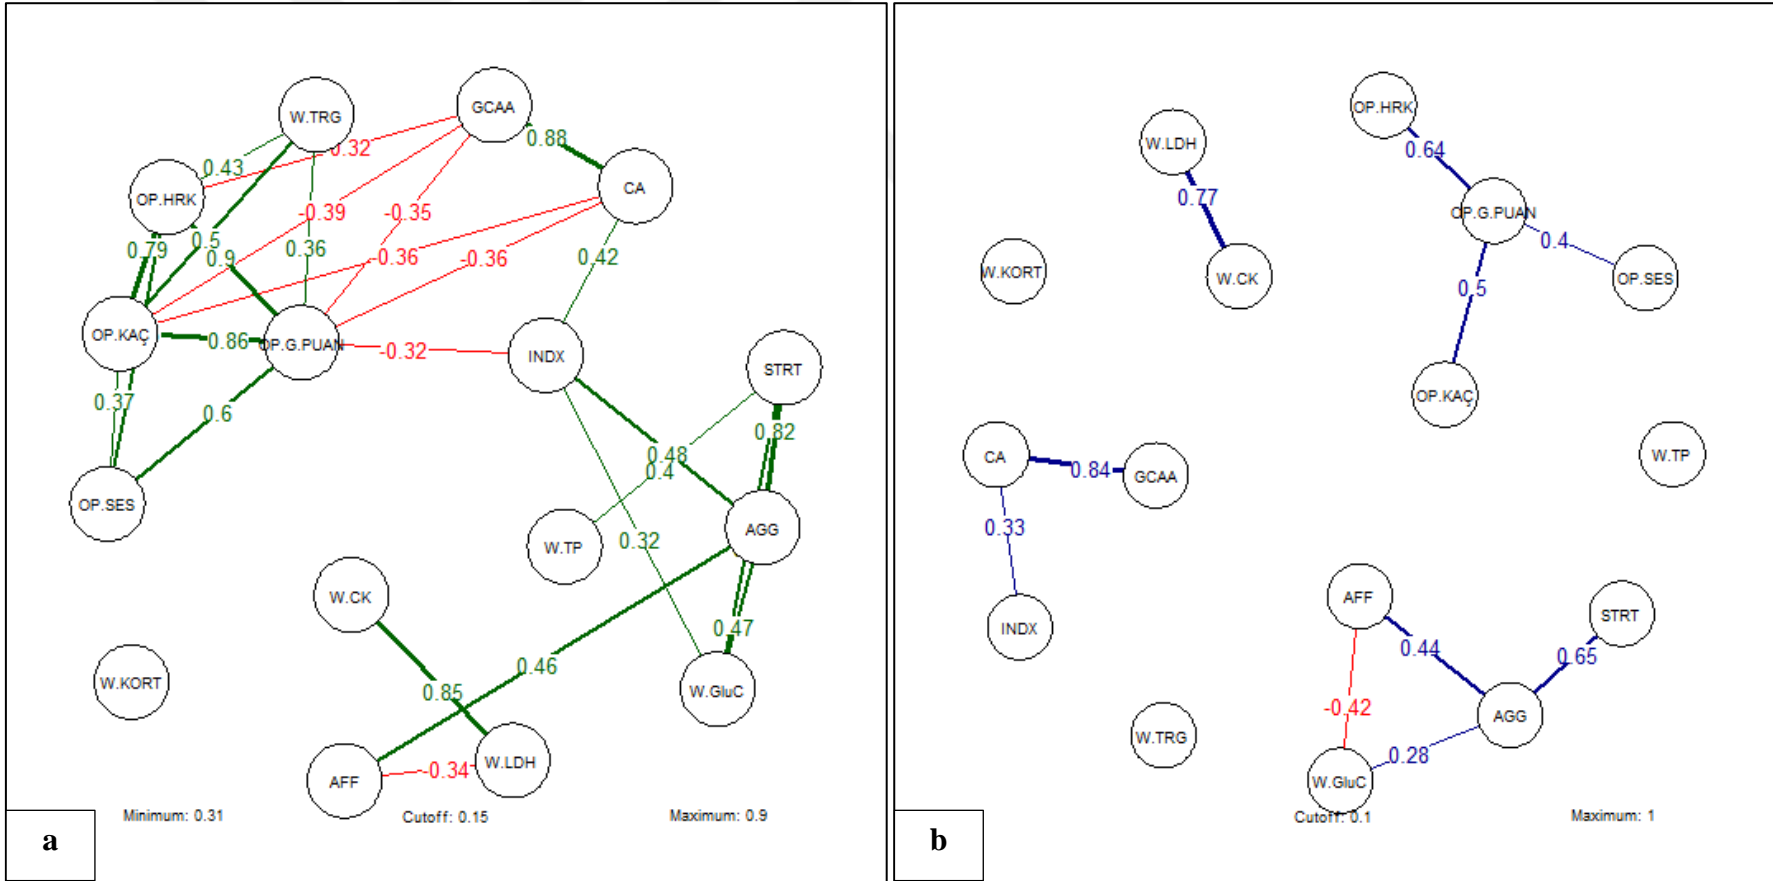 GCAA
W.TRG
0.88
0.32
0.43
CA
OP.HRK
-0.39
-0.35
0.5
0.79
0.36
0.9
-0.36
-0.36
0.42
OP.KAÇ
0.86
OP.G.PUAN
-0.32
INDX
STRT
0.37
0.6
0.82
0.48
0.4
OP.SES
AGG
W.TP
0.32
W.CK
0.47
0.46
W.KORT
0.85
W.GluC
W.LDH
-0.34
AFF
Minimum: 0.31
Cutoff: 0.15
Maximum: 0.9
a
OP.HRK
W.LDH
0.64
0.77
OP.G.PUAN
0.4
W.KORT
W.CK
OP.SES
0.5
OP.KAÇ
W.TP
CA
0.84
GCAA
0.33
AFF
STRT
INDX
0.44
0.65
-0.42
AGG
W.TRG
0.28
W.GluC
Cutoff: 0.1
Maximum: 1
b